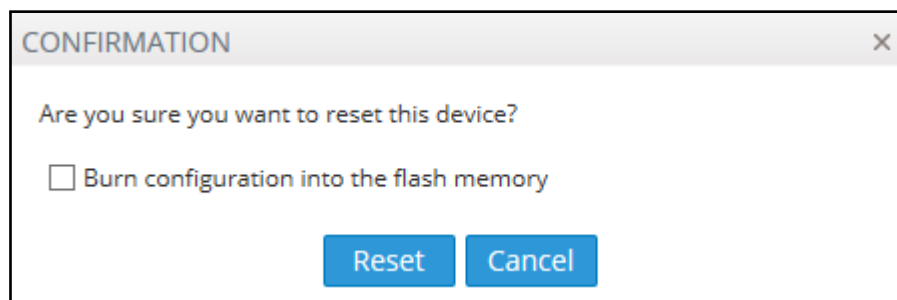 CONFIRMATION ×
Are you sure you want to reset this device?
Burn configuration into the flash memory
Reset Cancel